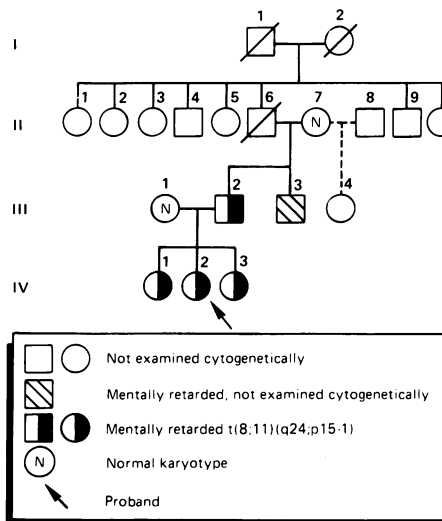 I
1 2
II
1 2 3 4 5 6 7 8 9
N
III
1 2 3 4
N
IV
1 2 3
Not examined cytogenetically
Mentally retarded, not examined cytogenetically
Mentally retarded t(8;11)(q24;p15·1)
N Normal karyotype
Proband